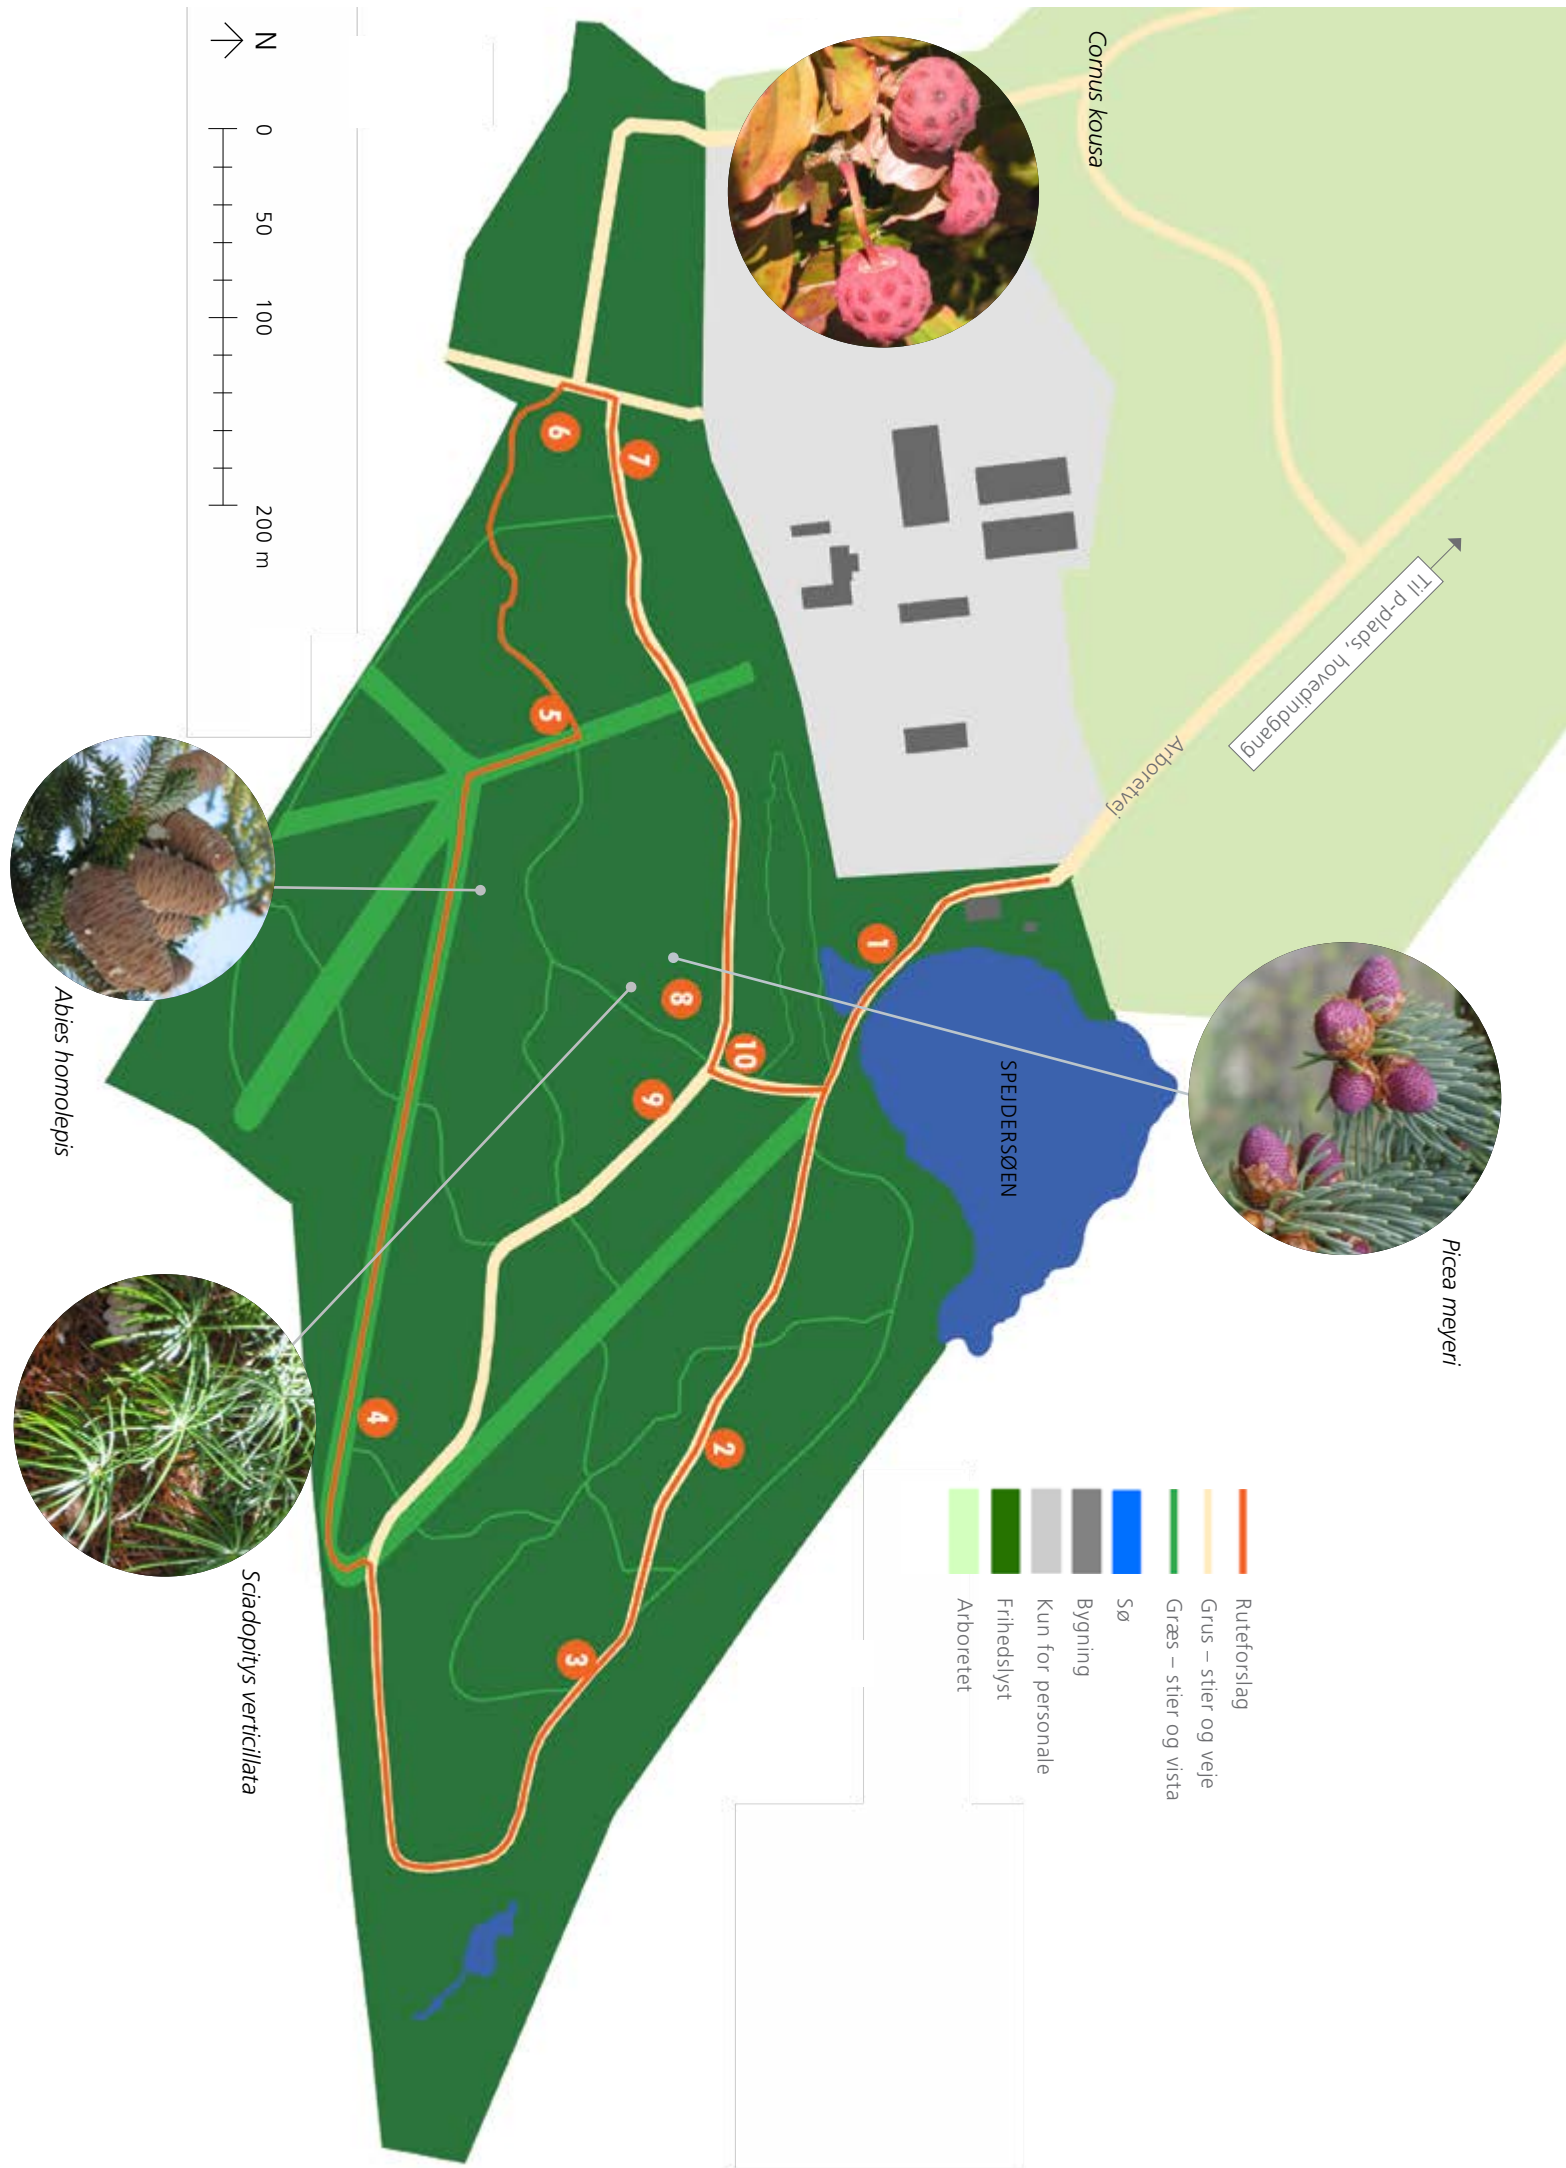 Cornus kousa
N
0 50 100 200 m
Til p-plads, hovedindgang
Arboretvej
Picea meyeri
SPEJDERSØEN
Abies homolepis
Sciadopitys verticillata
1
2
3
4
5
6
7
8
9
10
Ruteforslag
Grus – stier og veje
Græs – stier og vista
Sø
Bygning
Kun for personale
Frihedslyst
Arboretet